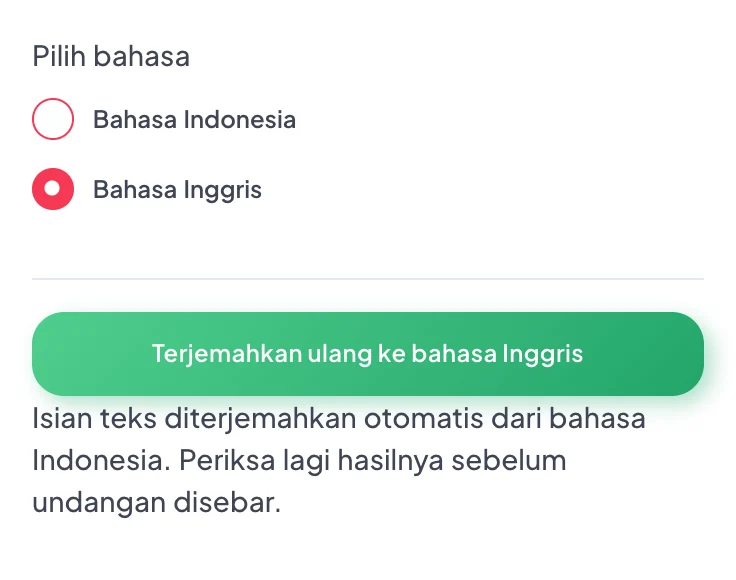 Pilih bahasa
Bahasa Indonesia
Bahasa Inggris
Terjemahkan ulang ke bahasa Inggris
Isian teks diterjemahkan otomatis dari bahasa
Indonesia. Periksa lagi hasilnya sebelum
undangan disebar.